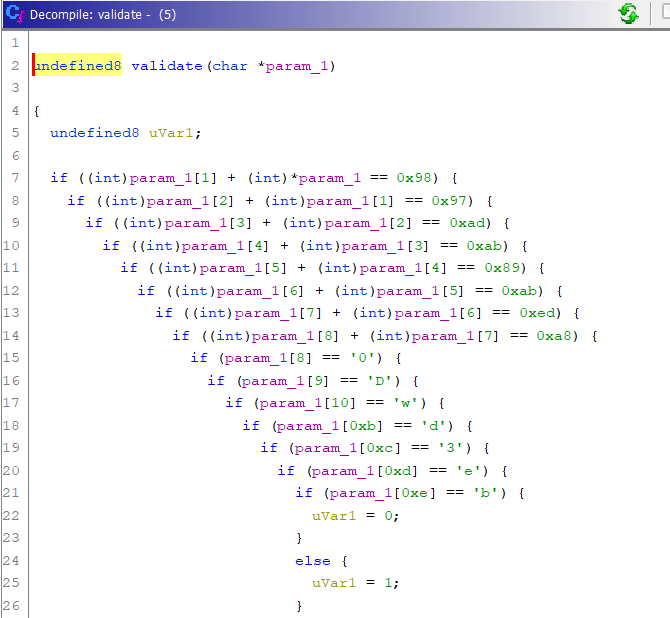 Decompile: validate - (5)
1
2 undefined8 validate(char *param_1)
3
4 {
5 undefined8 uVar1;
6
7 if ((int)param_1[1] + (int)*param_1 == 0x98) {
8 if ((int)param_1[2] + (int)param_1[1] == 0x97) {
9 if ((int)param_1[3] + (int)param_1[2] == 0xad) {
10 if ((int)param_1[4] + (int)param_1[3] == 0xab) {
11 if ((int)param_1[5] + (int)param_1[4] == 0x89) {
12 if ((int)param_1[6] + (int)param_1[5] == 0xab) {
13 if ((int)param_1[7] + (int)param_1[6] == 0xed) {
14 if ((int)param_1[8] + (int)param_1[7] == 0xa8) {
15 if (param_1[8] == '0') {
16 if (param_1[9] == 'D') {
17 if (param_1[10] == 'w') {
18 if (param_1[0xb] == 'd') {
19 if (param_1[0xc] == '3') {
20 if (param_1[0xd] == 'e') {
21 if (param_1[0xe] == 'b') {
22 uVar1 = 0;
23 }
24 else {
25 uVar1 = 1;
26 }